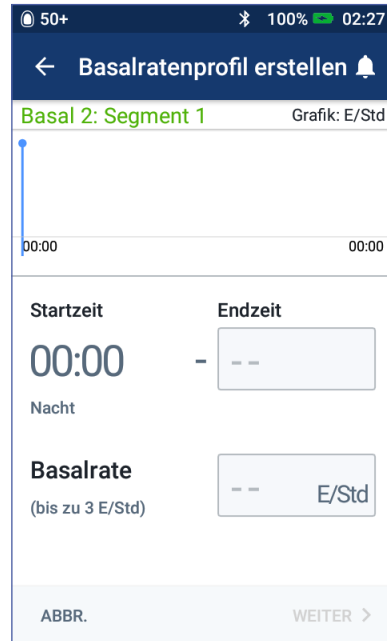 50+ 100% 02:27
Basalratenprofil erstellen
Basal 2: Segment 1 Grafik: E/Std
00:00 00:00
Startzeit Endzeit
00:00 - --
Nacht
Basalrate
-- E/Std
(bis zu 3 E/Std)
ABBR. WEITER